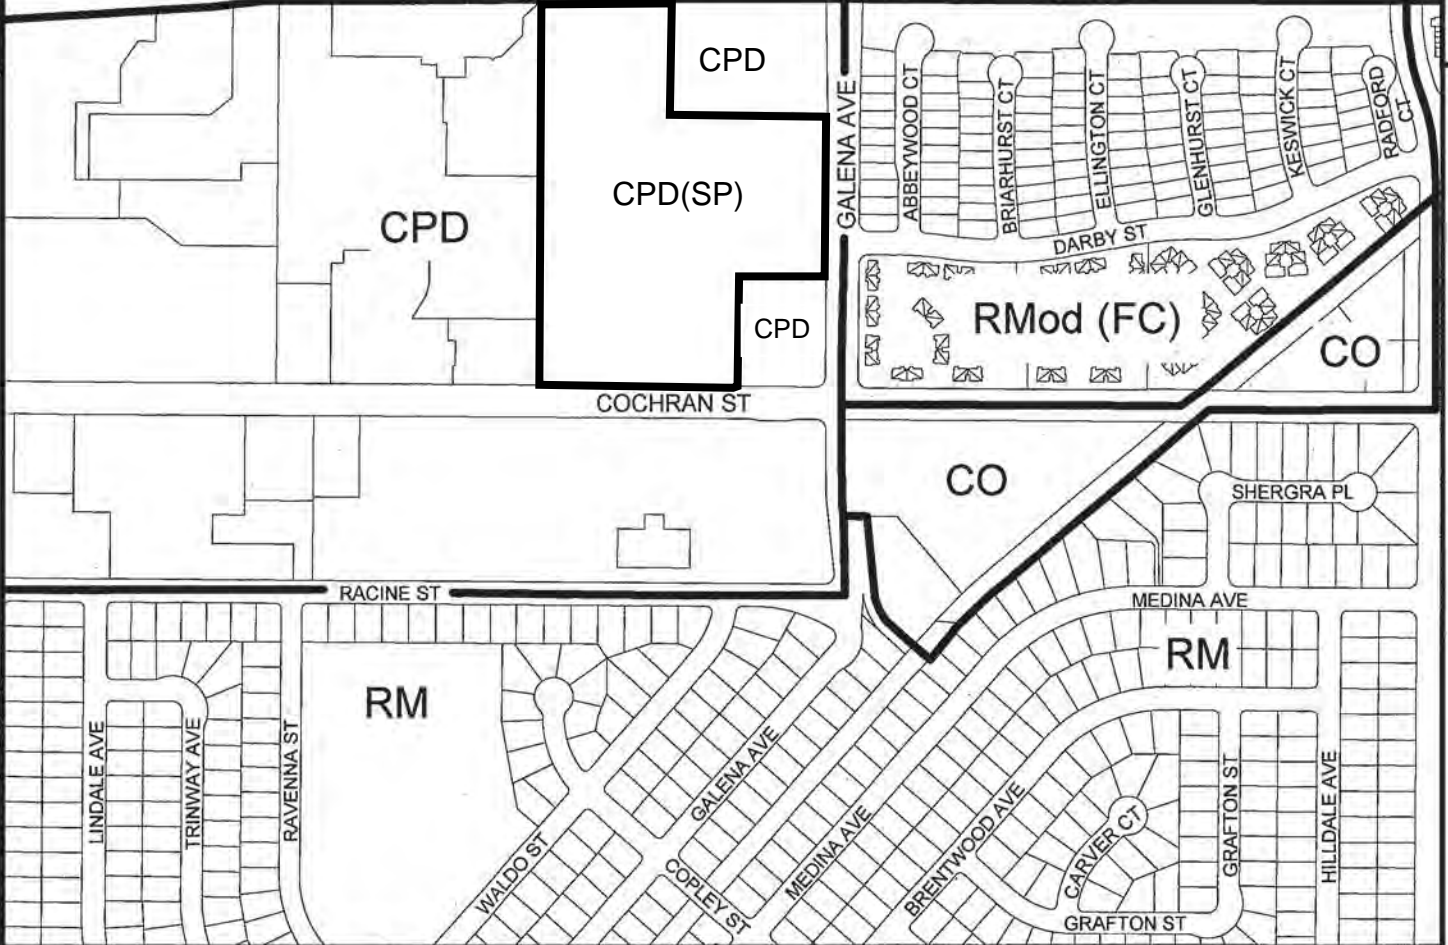 CPD
CPD(SP)
CPD
CPD
GALENA AVE
ABBEYWOOD CT
BRIARHURST CT
ELLINGTON CT
GLENHURST CT
KESWICK CT
RADFORD
CT
DARBY ST
RMod (FC)
CO
COCHRAN ST
CO
SHERGRA PL
RACINE ST
MEDINA AVE
RM
RM
LINDALE AVE
TRINWAY AVE
RAVENNA ST
WALDO ST
GALENA AVE
COPLEY ST
MEDINA AVE
BRENTWOOD AVE
CARVER CT
GRAFTON ST
HILLDALE AVE
GRAFTON ST